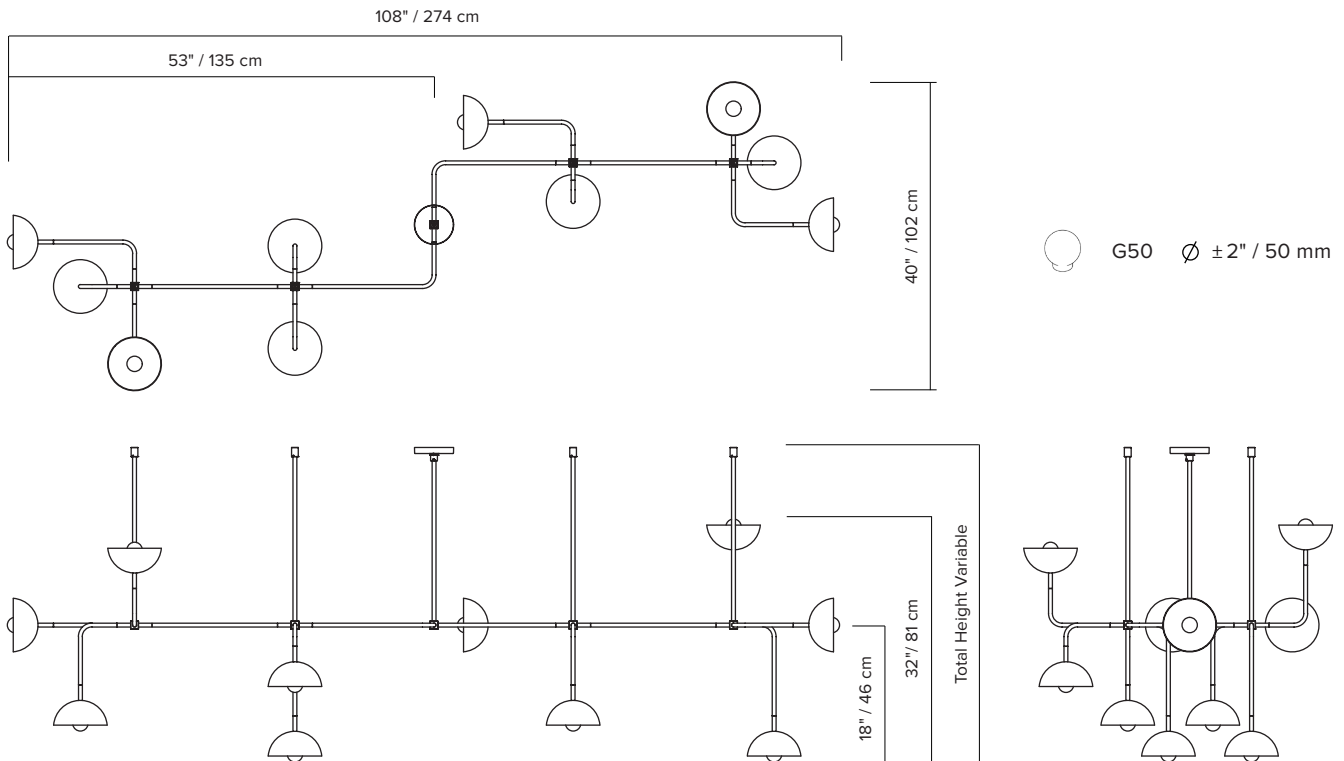 108" / 274 cm
53" / 135 cm
40" / 102 cm
G50 Ø ± 2" / 50 mm
18" / 46 cm
32"/ 81 cm
Total Height Variable